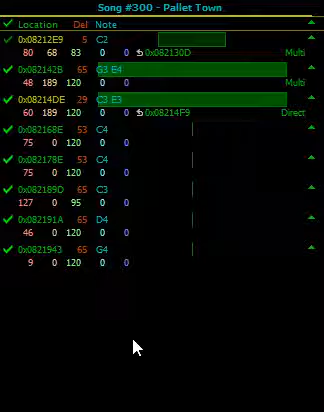 Song #300 - Pallet Town
Location Del Note
0x08212E9 5 C2
80 68 83 0 0 0x082130D Multi
0x082142B 65 G3 E4
48 189 120 0 0 Multi
0x08214DE 29 C3 E3
60 189 120 0 0 0x08214F9 Direct
0x082168E 53 C4
75 0 120 0 0
0x082178E 53 C4
75 0 120 0 0
0x082189D 65 C3
127 0 95 0 0
0x082191A 65 D4
46 0 120 0 0
0x0821943 65 G4
9 0 120 0 0